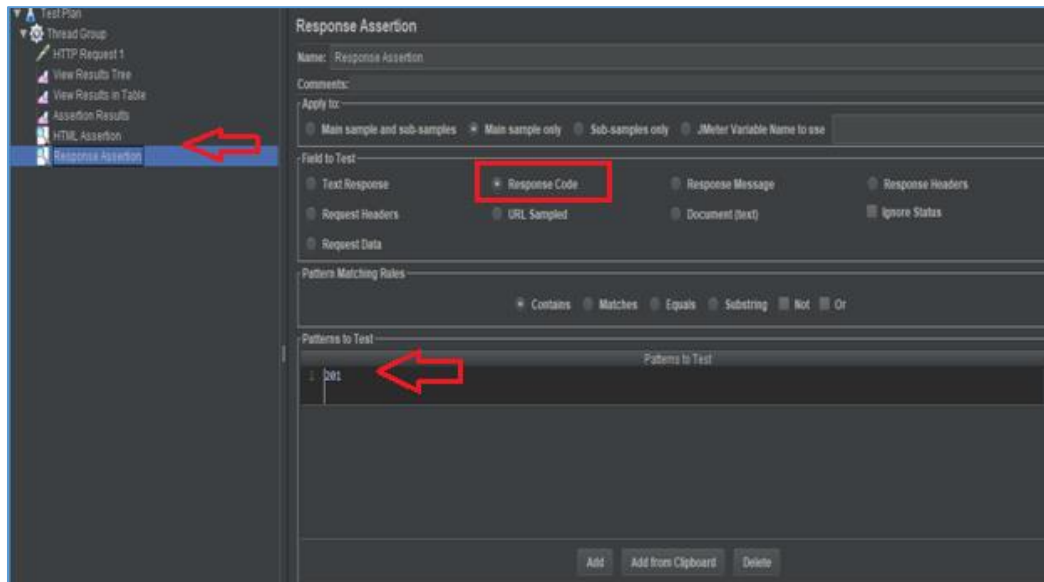 Test Plan
Thread Group
HTTP Request 1
View Results Tree
View Results in Table
Assertion Results
HTML Assertion
Response Assertion
Response Assertion
Name: Response Assertion
Comments:
Apply to:
Main sample and sub-samples Main sample only Sub-samples only JMeter Variable Name to use
Field to Test
Text Response Response Code Response Message Response Headers
Request Headers URL Sampled Document (text) Ignore Status
Request Data
Pattern Matching Rules
Contains Matches Equals Substring Not Or
Patterns to Test
Patterns to Test
1 201
Add Add from Clipboard Delete